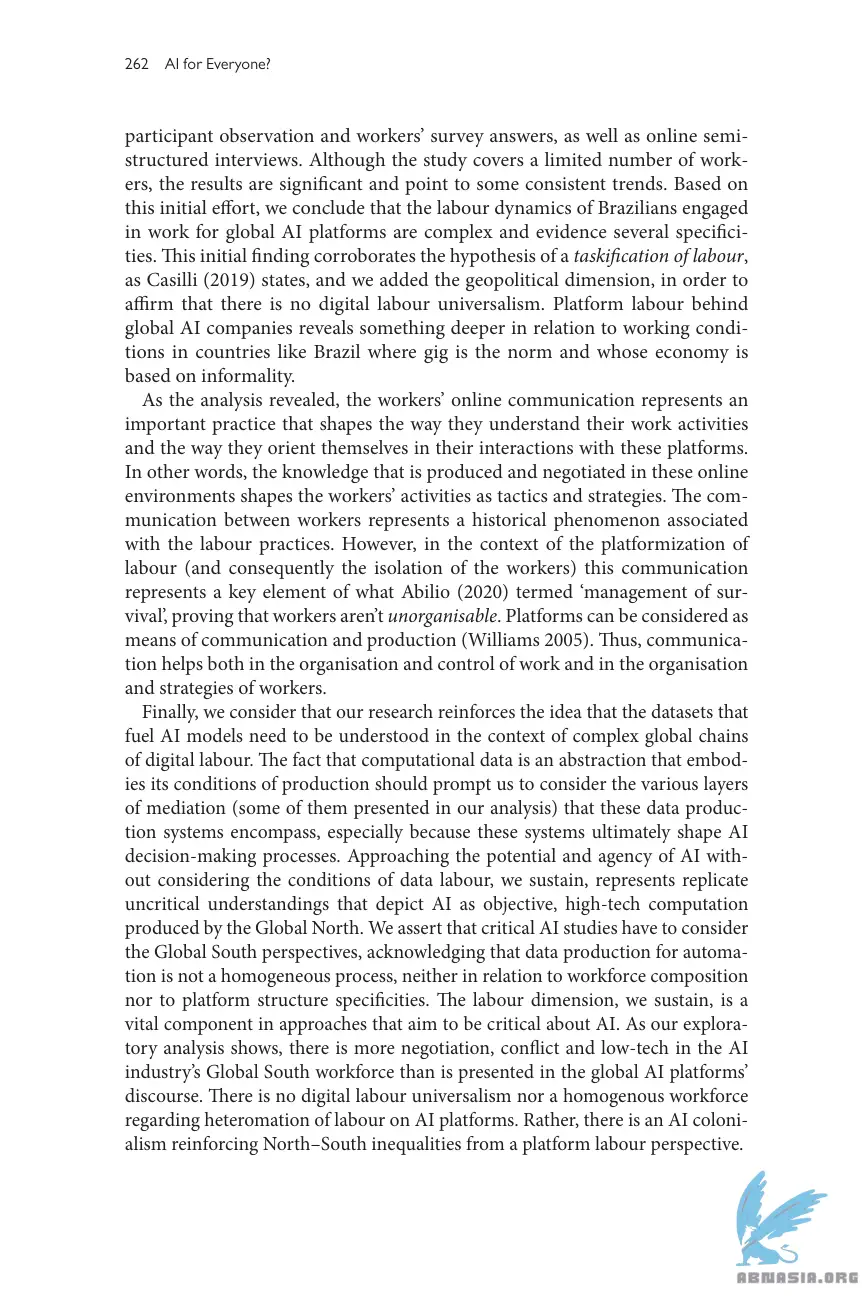 262 AI for Everyone?
participant observation and workers’ survey answers, as well as online semi-
structured interviews. Although the study covers a limited number of work-
ers, the results are significant and point to some consistent trends. Based on
this initial effort, we conclude that the labour dynamics of Brazilians engaged
in work for global AI platforms are complex and evidence several specifici-
ties. This initial finding corroborates the hypothesis of a taskification of labour,
as Casilli (2019) states, and we added the geopolitical dimension, in order to
affirm that there is no digital labour universalism. Platform labour behind
global AI companies reveals something deeper in relation to working condi-
tions in countries like Brazil where gig is the norm and whose economy is
based on informality.
As the analysis revealed, the workers’ online communication represents an
important practice that shapes the way they understand their work activities
and the way they orient themselves in their interactions with these platforms.
In other words, the knowledge that is produced and negotiated in these online
environments shapes the workers’ activities as tactics and strategies. The com-
munication between workers represents a historical phenomenon associated
with the labour practices. However, in the context of the platformization of
labour (and consequently the isolation of the workers) this communication
represents a key element of what Abilio (2020) termed ‘management of sur-
vival’, proving that workers aren’t unorganisable. Platforms can be considered as
means of communication and production (Williams 2005). Thus, communica-
tion helps both in the organisation and control of work and in the organisation
and strategies of workers.
Finally, we consider that our research reinforces the idea that the datasets that
fuel AI models need to be understood in the context of complex global chains
of digital labour. The fact that computational data is an abstraction that embod-
ies its conditions of production should prompt us to consider the various layers
of mediation (some of them presented in our analysis) that these data produc-
tion systems encompass, especially because these systems ultimately shape AI
decision-making processes. Approaching the potential and agency of AI with-
out considering the conditions of data labour, we sustain, represents replicate
uncritical understandings that depict AI as objective, high-tech computation
produced by the Global North. We assert that critical AI studies have to consider
the Global South perspectives, acknowledging that data production for automa-
tion is not a homogeneous process, neither in relation to workforce composition
nor to platform structure specificities. The labour dimension, we sustain, is a
vital component in approaches that aim to be critical about AI. As our explora-
tory analysis shows, there is more negotiation, conflict and low-tech in the AI
industry’s Global South workforce than is presented in the global AI platforms’
discourse. There is no digital labour universalism nor a homogenous workforce
regarding heteromation of labour on AI platforms. Rather, there is an AI coloni-
alism reinforcing North–South inequalities from a platform labour perspective.
ABNASIA.ORG